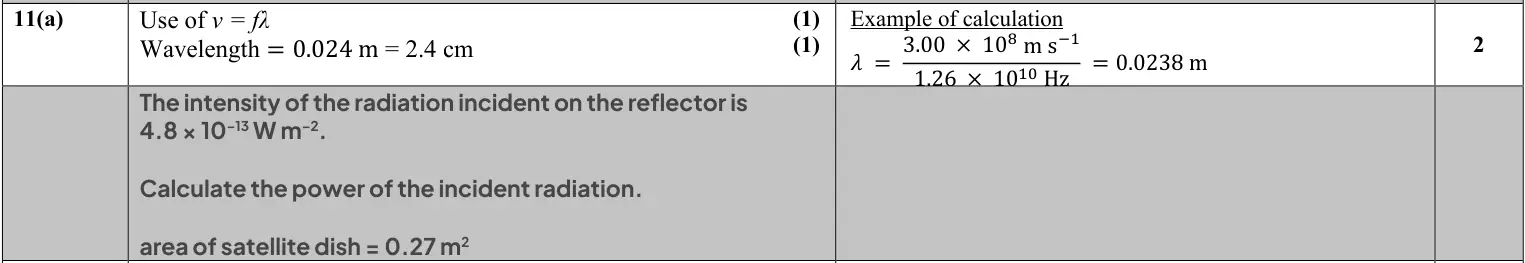 11(a)
Use of v = fλ (1)
Wavelength = 0.024 m = 2.4 cm (1)
Example of calculation
λ = 3.00 × 10⁸ m s⁻¹ / 1.26 × 10¹⁰ Hz = 0.0238 m
2
The intensity of the radiation incident on the reflector is
4.8 × 10⁻¹³ W m⁻².
Calculate the power of the incident radiation.
area of satellite dish = 0.27 m²